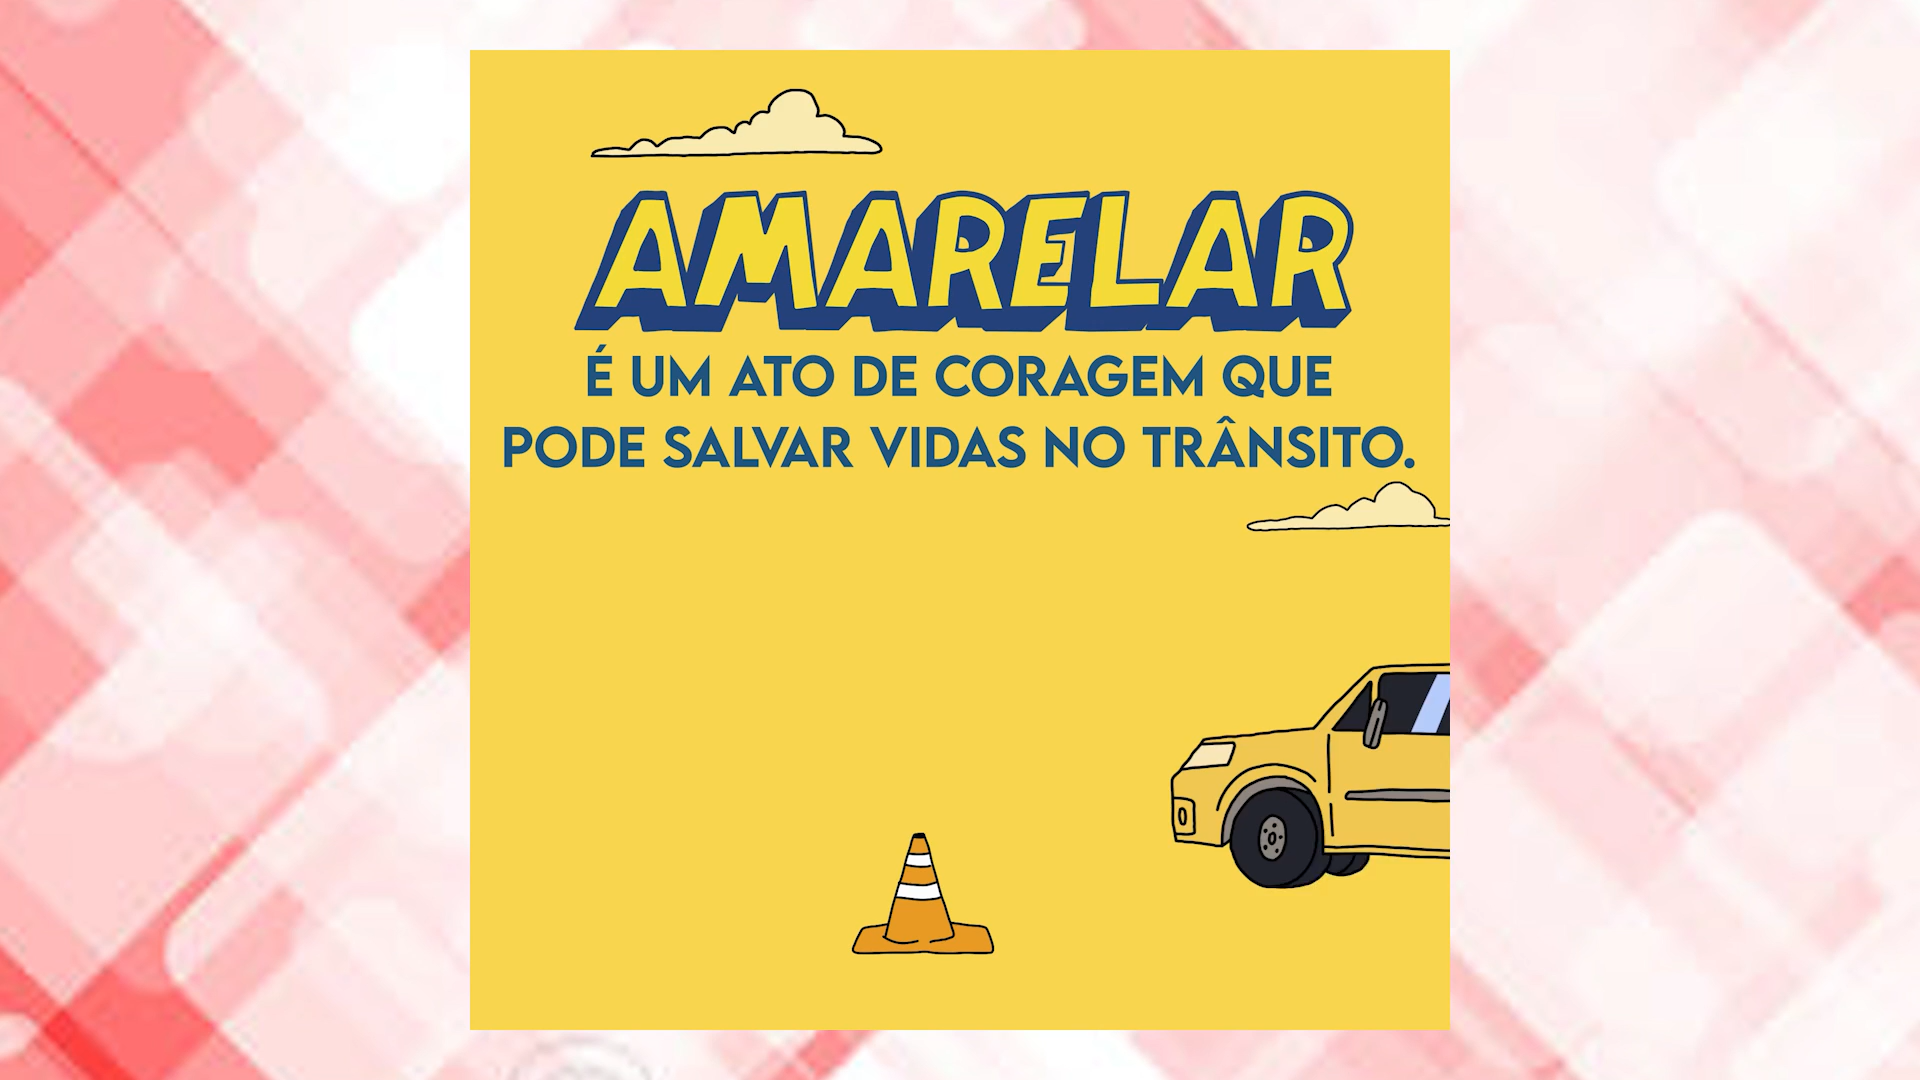 AMARELAR
É UM ATO DE CORAGEM QUE
PODE SALVAR VIDAS NO TRÂNSITO.